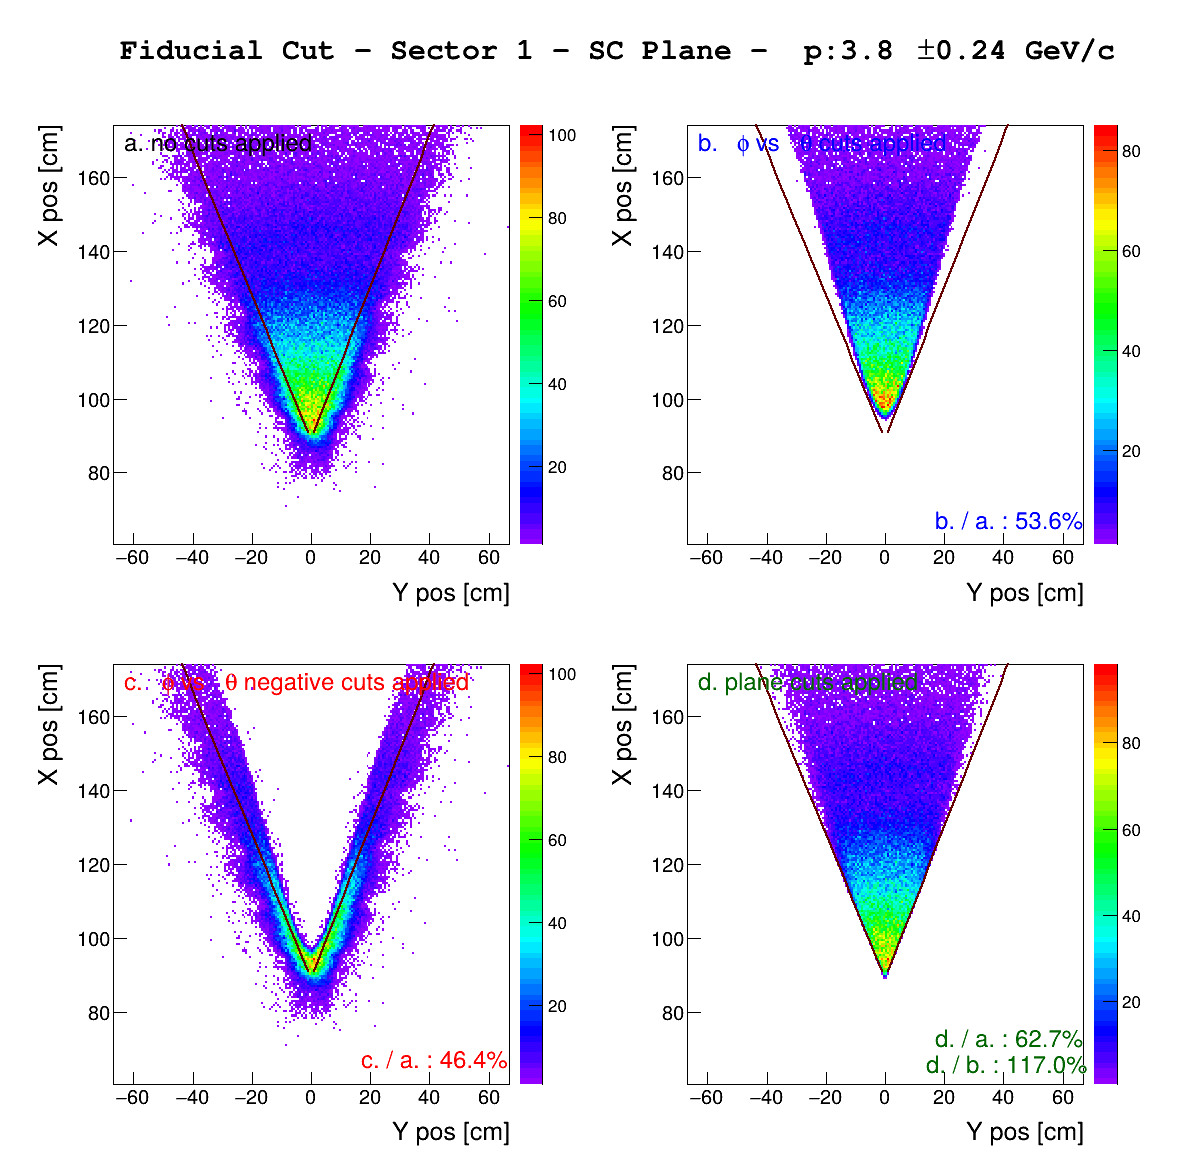 Fiducial Cut – Sector 1 – SC Plane – p:3.8 ±0.24 GeV/c
a. no cuts applied
X pos [cm]
160
140
120
100
80
−60 −40 −20 0 20 40 60
Y pos [cm]
100
80
60
40
20
b. ϕ vs θ cuts applied
X pos [cm]
160
140
120
100
80
b. / a. : 53.6%
−60 −40 −20 0 20 40 60
Y pos [cm]
80
60
40
20
c. ϕ vs θ negative cuts applied
X pos [cm]
160
140
120
100
80
c. / a. : 46.4%
−60 −40 −20 0 20 40 60
Y pos [cm]
100
80
60
40
20
d. plane cuts applied
X pos [cm]
160
140
120
100
80
d. / a. : 62.7%
d. / b. : 117.0%
−60 −40 −20 0 20 40 60
Y pos [cm]
80
60
40
20